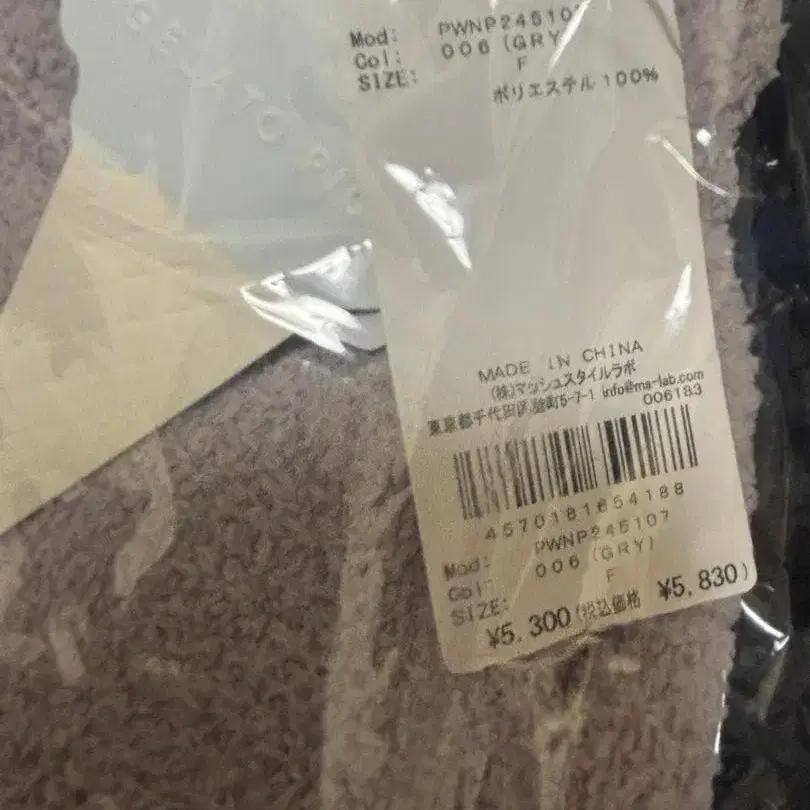 GELATO PI
Mod: PWNP245107
Col: 006 (GRY)
SIZE: F
ポリエステル 100%
MADE IN CHINA
(株)マッシュスタイルラボ
東京都千代田区麹町5-7-1 info@ma-lab.com
006183
4570181654188
Mod: PWNP245107
Col: 006 (GRY)
SIZE: F
¥5,300 (税込価格 ¥5,830)